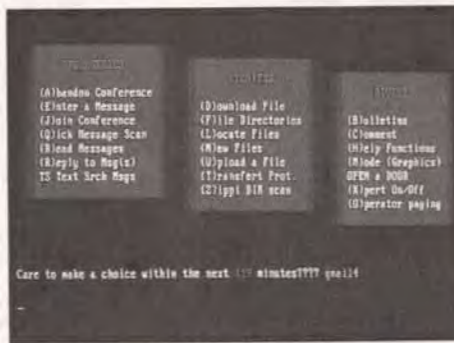 (A)bandon Conference
(E)nter a Message
(J)oin Conference
(Q)ick Message Scan
(R)ead Messages
(R)eply to Msg(s)
TS Text Srch Msgs
(D)ownload File
(F)ile Directories
(L)ocate Files
(N)ew Files
(U)pload a File
(T)ransfert Prot.
(Z)ippi DIR scan
(B)ulletins
(C)omment
(H)elp Functions
(M)ode (Graphics)
OPEN a DOOR
(X)pert On/Off
(O)perator paging
Care to make a choice within the next minutes????